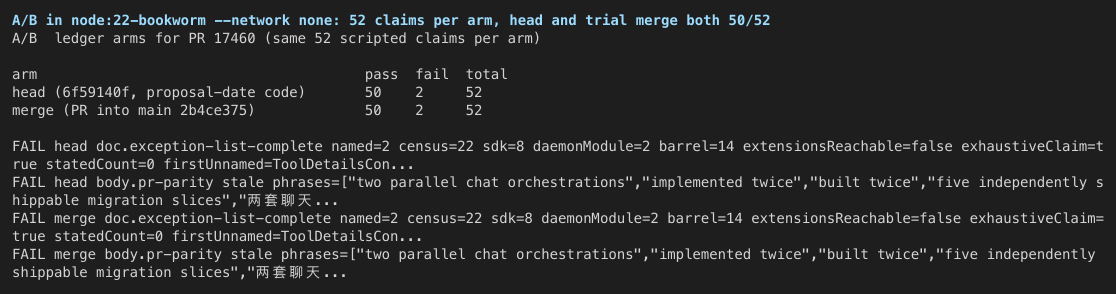 A/B in node:22-bookworm --network none: 52 claims per arm, head and trial merge both 50/52
A/B  ledger arms for PR 17460 (same 52 scripted claims per arm)
arm pass fail total
head (6f59140f, proposal-date code) 50 2 52
merge (PR into main 2b4ce375) 50 2 52
FAIL head doc.exception-list-complete named=2 census=22 sdk=8 daemonModule=2 barrel=14 extensionsReachable=false exhaustiveClaim=t
rue statedCount=0 firstUnnamed=ToolDetailsCon...
FAIL head body.pr-parity stale phrases=["two parallel chat orchestrations","implemented twice","built twice","five independently s
hippable migration slices","两套聊天...
FAIL merge doc.exception-list-complete named=2 census=22 sdk=8 daemonModule=2 barrel=14 extensionsReachable=false exhaustiveClaim=
true statedCount=0 firstUnnamed=ToolDetailsCon...
FAIL merge body.pr-parity stale phrases=["two parallel chat orchestrations","implemented twice","built twice","five independently
shippable migration slices","两套聊天...